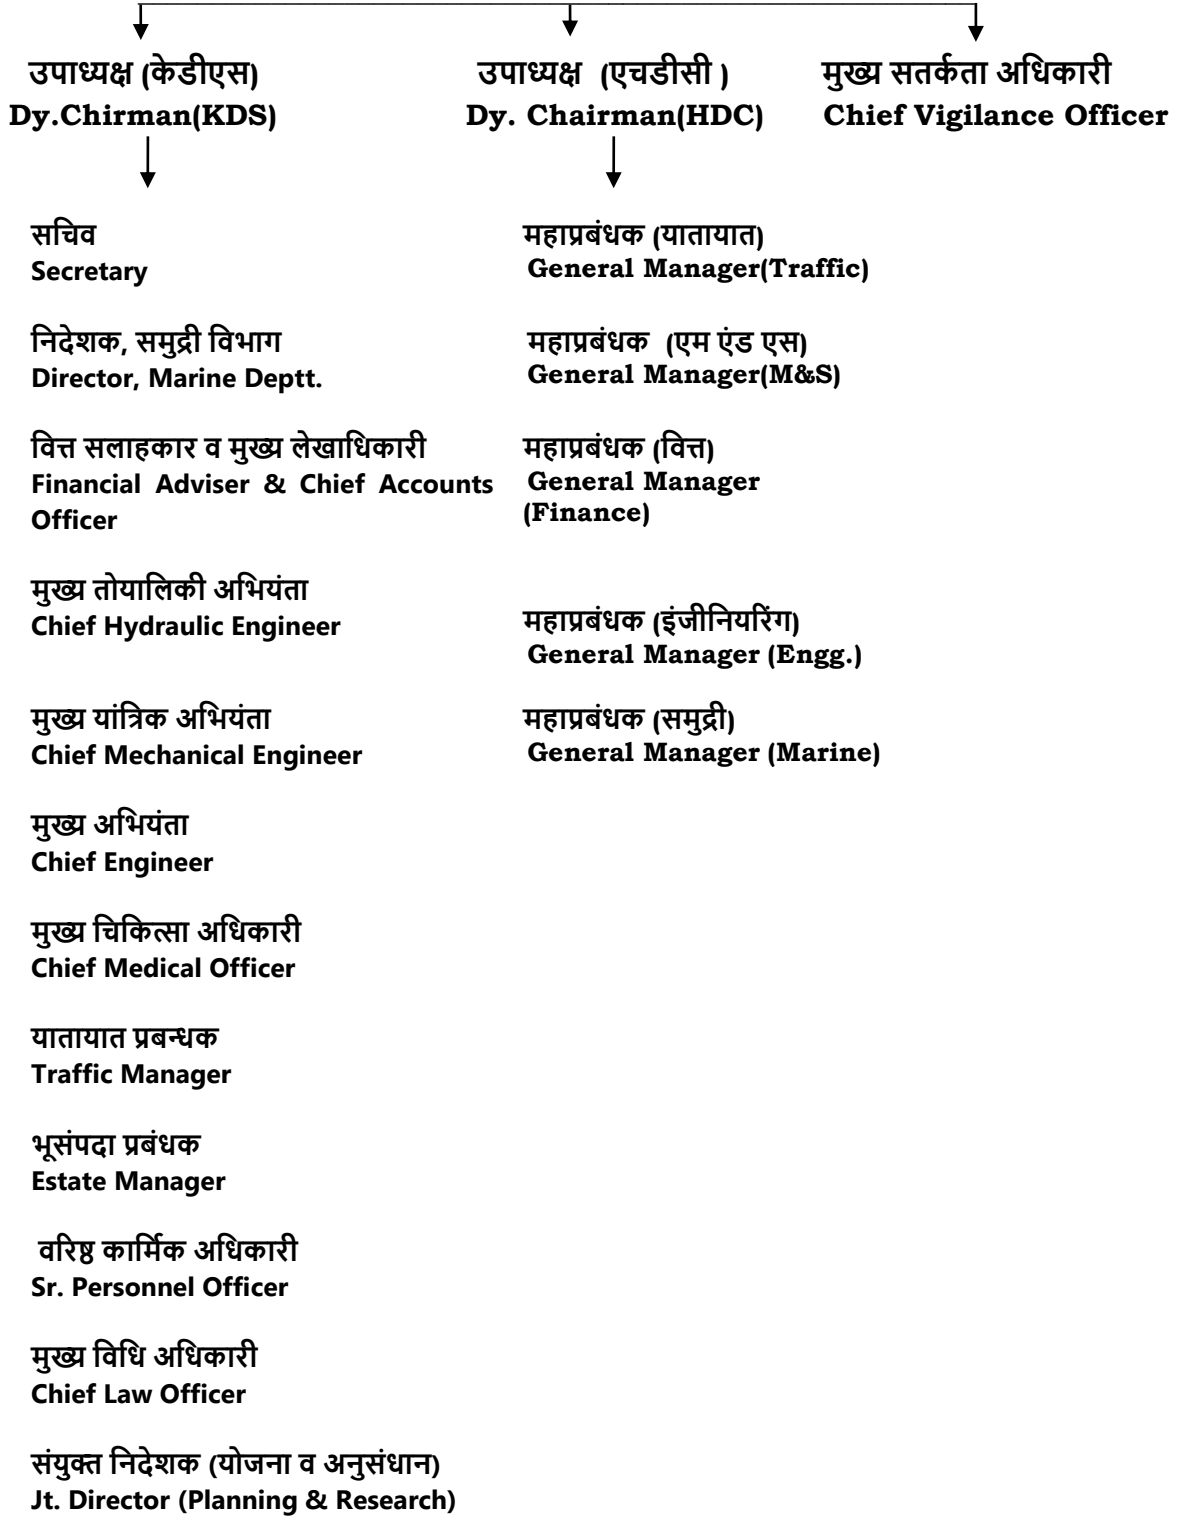 उपाध्यक्ष (केडीएस)
Dy.Chirman(KDS)
उपाध्यक्ष (एचडीसी )
Dy. Chairman(HDC)
मुख्य सतर्कता अधिकारी
Chief Vigilance Officer
सचिव
Secretary
निदेशक, समुद्री विभाग
Director, Marine Deptt.
वित्त सलाहकार व मुख्य लेखाधिकारी
Financial Adviser & Chief Accounts
Officer
मुख्य तोयालिकी अभियंता
Chief Hydraulic Engineer
मुख्य यांत्रिक अभियंता
Chief Mechanical Engineer
मुख्य अभियंता
Chief Engineer
मुख्य चिकित्सा अधिकारी
Chief Medical Officer
यातायात प्रबन्धक
Traffic Manager
भूसंपदा प्रबंधक
Estate Manager
वरिष्ठ कार्मिक अधिकारी
Sr. Personnel Officer
मुख्य विधि अधिकारी
Chief Law Officer
संयुक्त निदेशक (योजना व अनुसंधान)
Jt. Director (Planning & Research)
महाप्रबंधक (यातायात)
General Manager(Traffic)
महाप्रबंधक (एम एंड एस)
General Manager(M&S)
महाप्रबंधक (वित्त)
General Manager
(Finance)
महाप्रबंधक (इंजीनियरिंग)
General Manager (Engg.)
महाप्रबंधक (समुद्री)
General Manager (Marine)